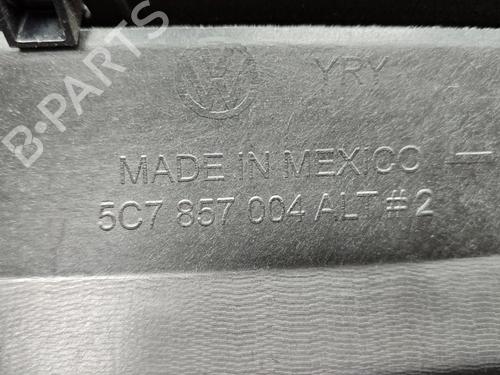 B-PARTS
YRY
MADE IN MEXICO
5C7 857 004 ALT #2